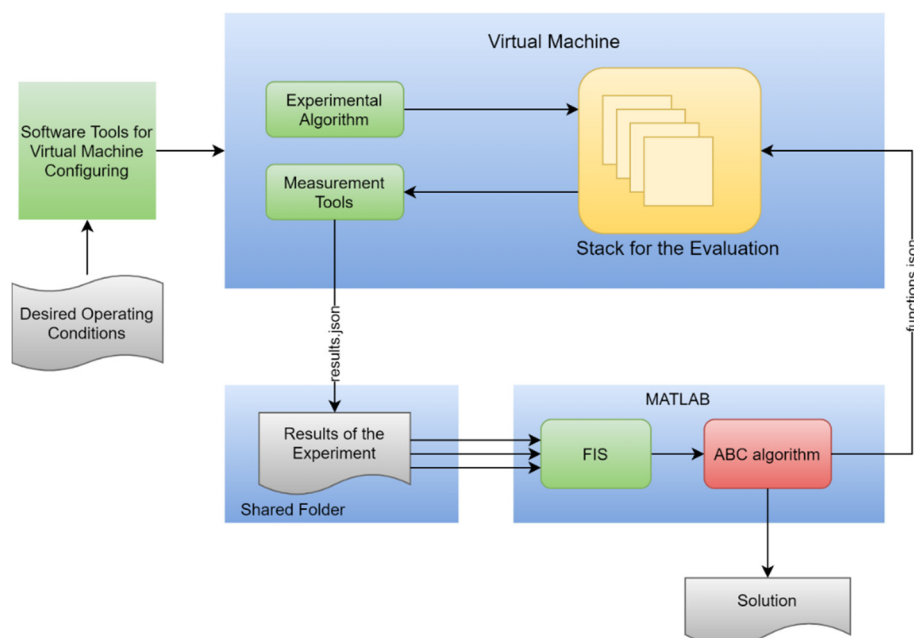 Virtual Machine
Experimental
Algorithm
Software Tools for
Virtual Machine
Configuring
Measurement
Tools
Stack for the Evaluation
Desired Operating
Conditions
results.json
functions.json
MATLAB
Results of the
Experiment
FIS
ABC algorithm
Shared Folder
Solution